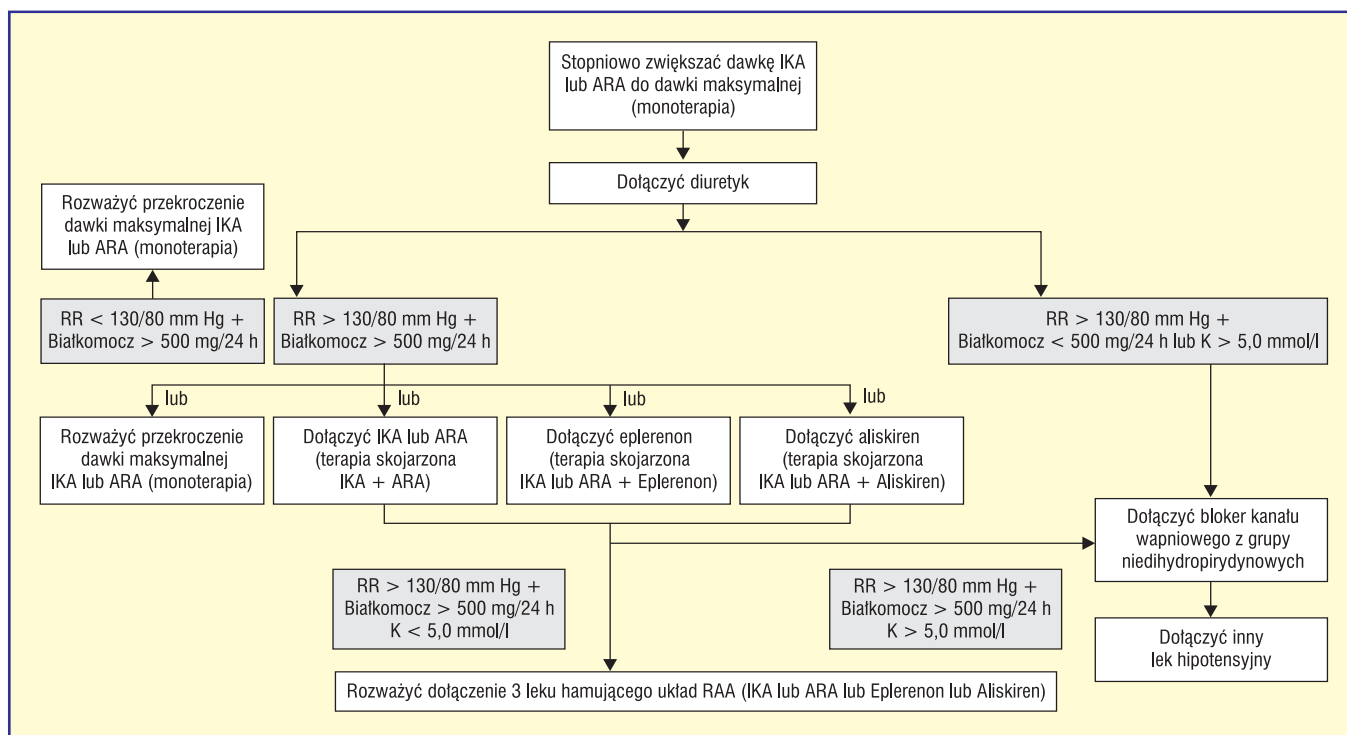 Stopniowo zwiększać dawkę IKA
lub ARA do dawki maksymalnej
(monoterapia)
Dołączyć diuretyk
Rozważyć przekroczenie
dawki maksymalnej IKA
lub ARA (monoterapia)
RR < 130/80 mm Hg +
Białkomocz > 500 mg/24 h
RR > 130/80 mm Hg +
Białkomocz > 500 mg/24 h
RR > 130/80 mm Hg +
Białkomocz < 500 mg/24 h lub K > 5,0 mmol/l
lub
lub
lub
lub
Rozważyć przekroczenie
dawki maksymalnej
IKA lub ARA (monoterapia)
Dołączyć IKA lub ARA
(terapia skojarzona
IKA + ARA)
Dołączyć eplerenon
(terapia skojarzona
IKA lub ARA + Eplerenon)
Dołączyć aliskiren
(terapia skojarzona
IKA lub ARA + Aliskiren)
Dołączyć bloker kanału
wapniowego z grupy
niedihydropirydynowych
RR > 130/80 mm Hg +
Białkomocz > 500 mg/24 h
K < 5,0 mmol/l
RR > 130/80 mm Hg +
Białkomocz > 500 mg/24 h
K > 5,0 mmol/l
Dołączyć inny
lek hipotensyjny
Rozważyć dołączenie 3 leku hamującego układ RAA (IKA lub ARA lub Eplerenon lub Aliskiren)